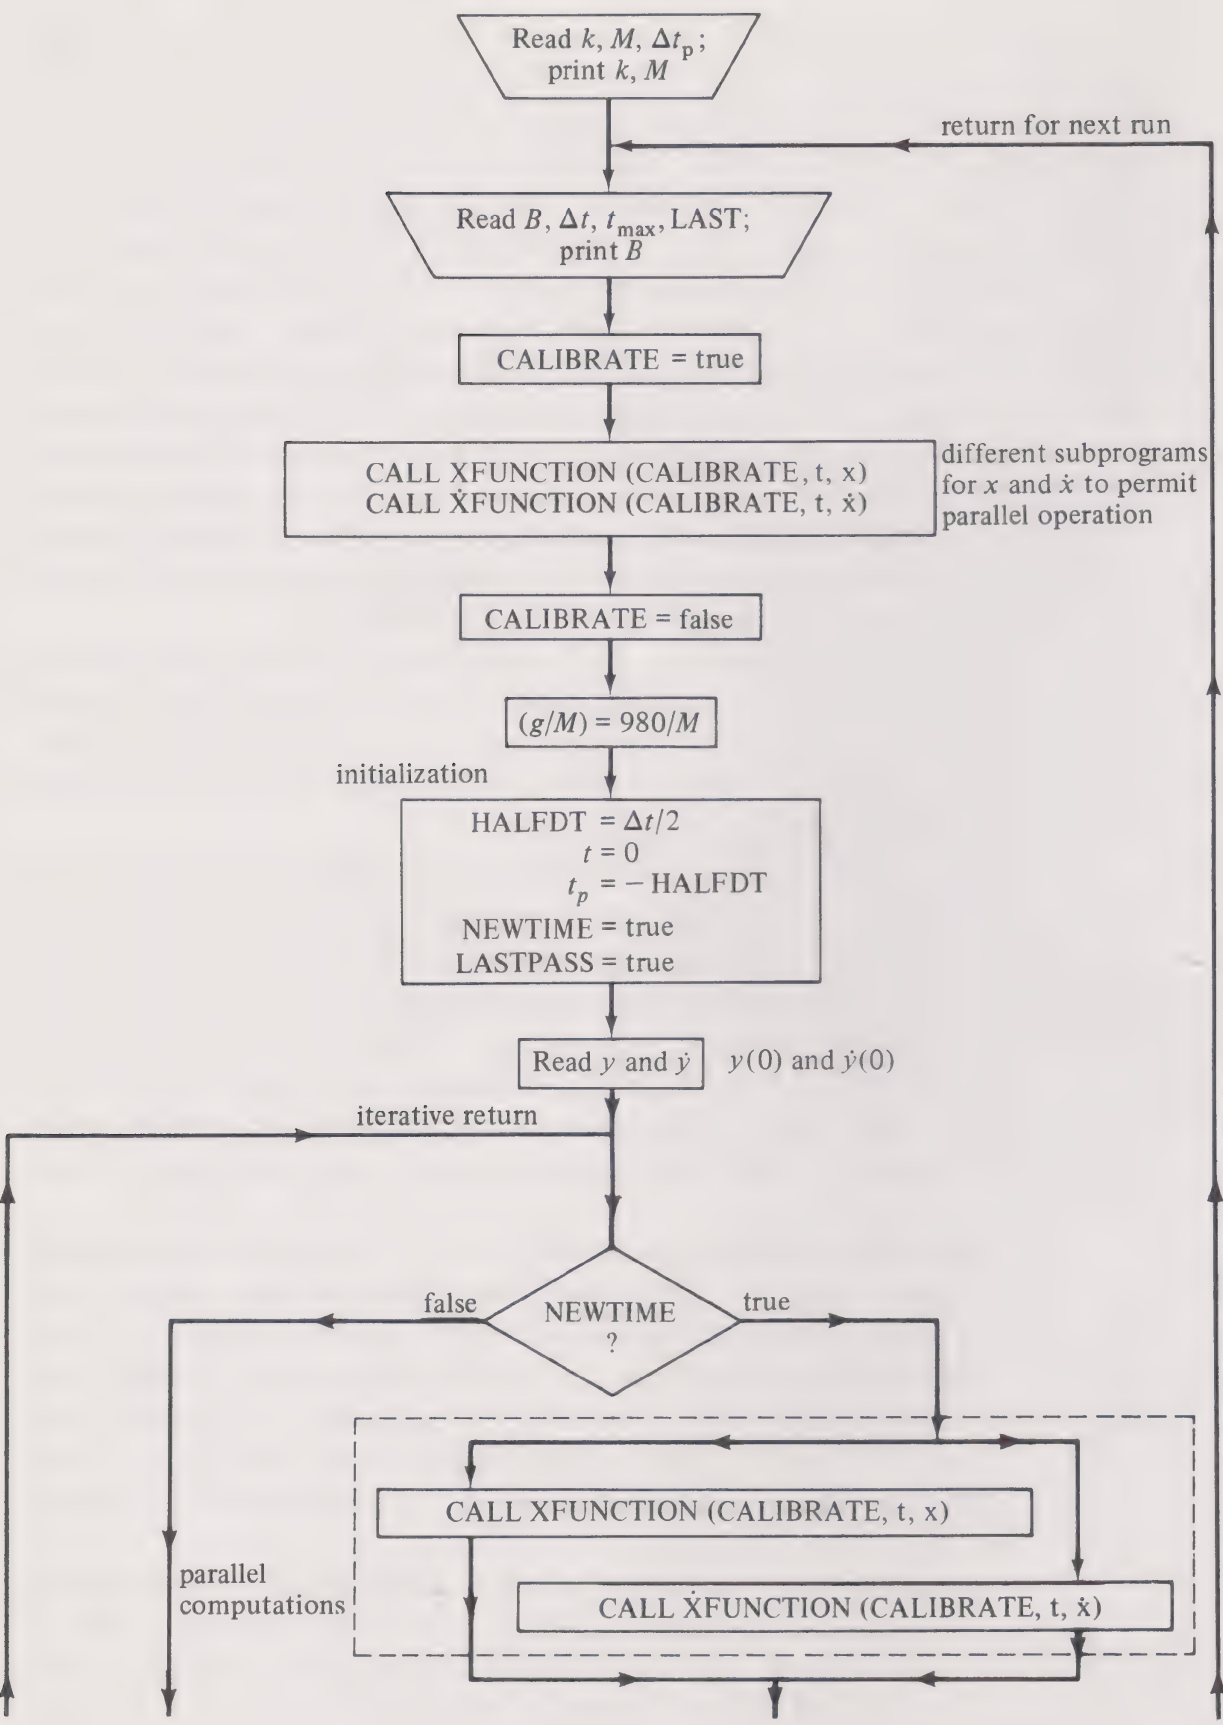 Read k, M, Δtₚ;
print k, M
return for next run
Read B, Δt, t_max, LAST;
print B
CALIBRATE = true
CALL XFUNCTION (CALIBRATE, t, x)
CALL ẊFUNCTION (CALIBRATE, t, ẋ)
different subprograms
for x and ẋ to permit
parallel operation
CALIBRATE = false
(g/M) = 980/M
initialization
HALFDT = Δt/2
t = 0
t_p = − HALFDT
NEWTIME = true
LASTPASS = true
Read y and ẏ
y(0) and ẏ(0)
iterative return
false
NEWTIME
?
true
CALL XFUNCTION (CALIBRATE, t, x)
parallel
computations
CALL ẊFUNCTION (CALIBRATE, t, ẋ)